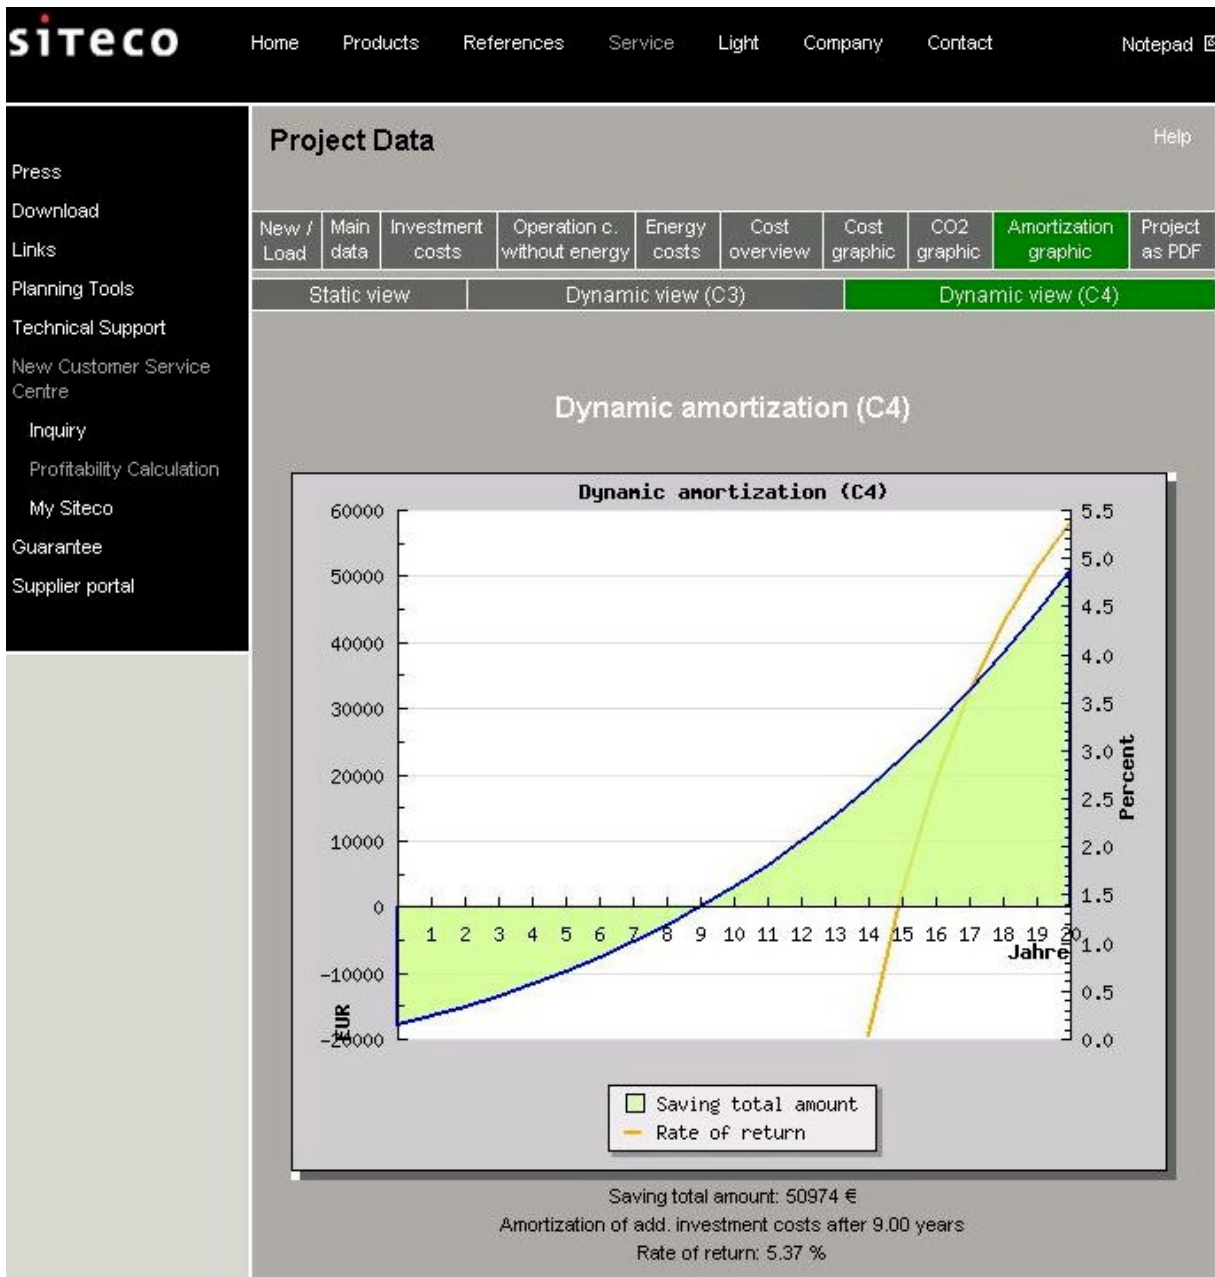 siteco
Home Products References Service Light Company Contact Notepad
Press
Download
Links
Planning Tools
Technical Support
New Customer Service
Centre
Inquiry
Profitability Calculation
My Siteco
Guarantee
Supplier portal
Project Data Help
New / Load Main data Investment costs Operation c. without energy Energy costs Cost overview Cost graphic CO2 graphic Amortization graphic Project as PDF
Static view Dynamic view (C3) Dynamic view (C4)
Dynamic amortization (C4)
Dynamic amortization (C4)
60000
50000
40000
30000
20000
10000
0
-10000
-20000
EUR
1 2 3 4 5 6 7 8 9 10 11 12 13 14 15 16 17 18 19 20
Jahre
5.5
5.0
4.5
4.0
3.5
3.0
2.5
2.0
1.5
1.0
0.5
0.0
Percent
Saving total amount
Rate of return
Saving total amount: 50974 €
Amortization of add. investment costs after 9.00 years
Rate of return: 5.37 %